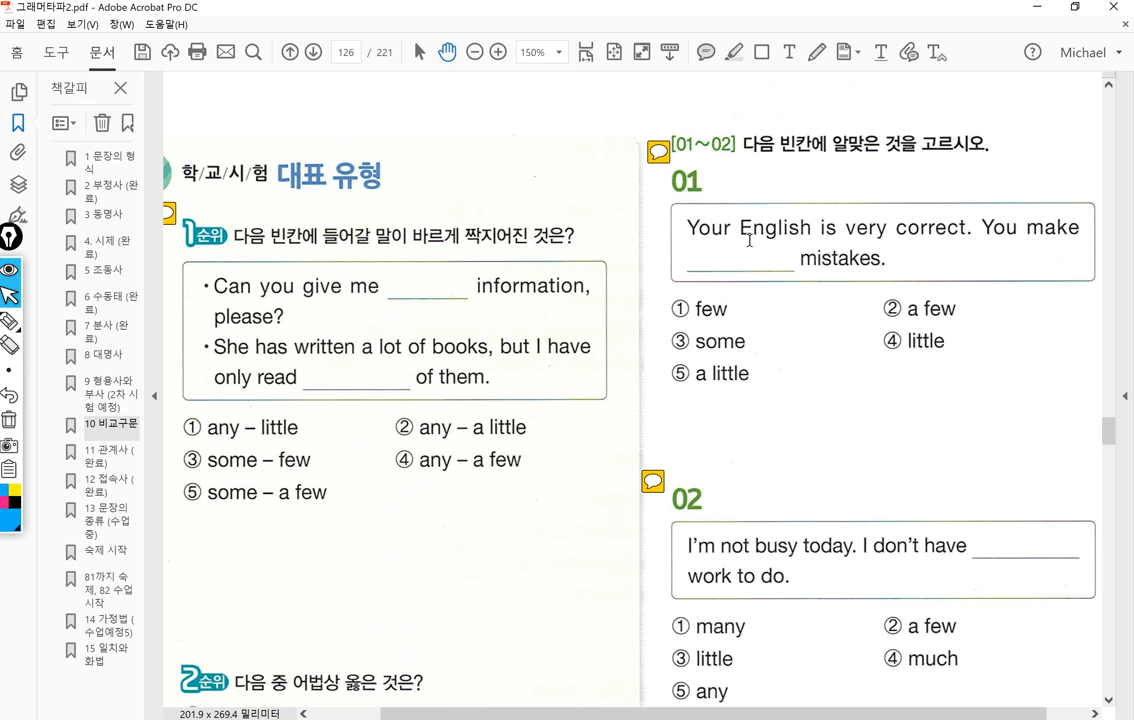 그래머타파2.pdf - Adobe Acrobat Pro DC
파일 편집 보기(V) 창(W) 도움말(H)
홈 도구 문서 126 / 221 150% Michael
책갈피
1 문장의 형
식
2 부정사 (완
료)
3 동명사
4. 시제 (완
료)
5 조동사
6 수동태 (완
료)
7 분사 (완
료)
8 대명사
9 형용사와
부사 (2차 시
험 예정)
10 비교구문
11 관계사 (
완료)
12 접속사 (
완료)
13 문장의
종류 (수업
중)
숙제 시작
81까지 숙
제, 82 수업
시작
14 가정법 (
수업예정5)
15 일치와
화법
학/교/시/험 대표 유형
1순위 다음 빈칸에 들어갈 말이 바르게 짝지어진 것은?
·Can you give me ________ information,
please?
·She has written a lot of books, but I have
only read ________ of them.
① any – little ② any – a little
③ some – few ④ any – a few
⑤ some – a few
2순위 다음 중 어법상 옳은 것은?
[01~02] 다음 빈칸에 알맞은 것을 고르시오.
01
Your English is very correct. You make
________ mistakes.
① few ② a few
③ some ④ little
⑤ a little
02
I'm not busy today. I don't have ________
work to do.
① many ② a few
③ little ④ much
⑤ any
201.9 x 269.4 밀리미터